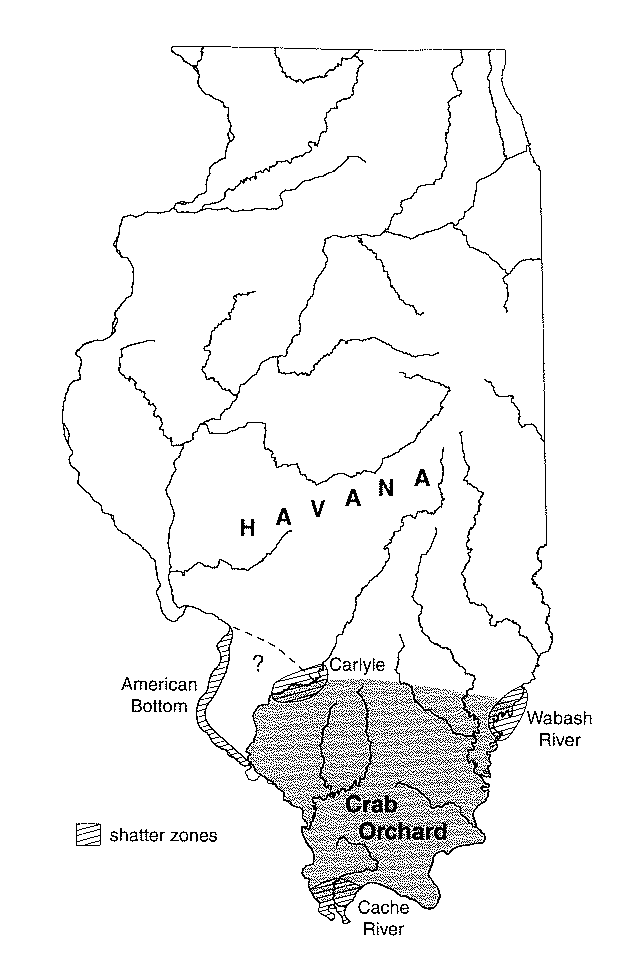 H A V A N A
?
Carlyle
American
Bottom
Wabash
River
Crab
Orchard
shatter zones
Cache
River